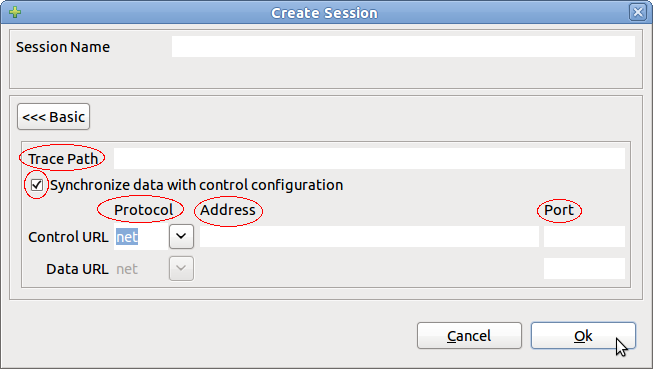 Create Session
Session Name
<<< Basic
Trace Path
Synchronize data with control configuration
Protocol Address Port
Control URL net
Data URL net
Cancel Ok